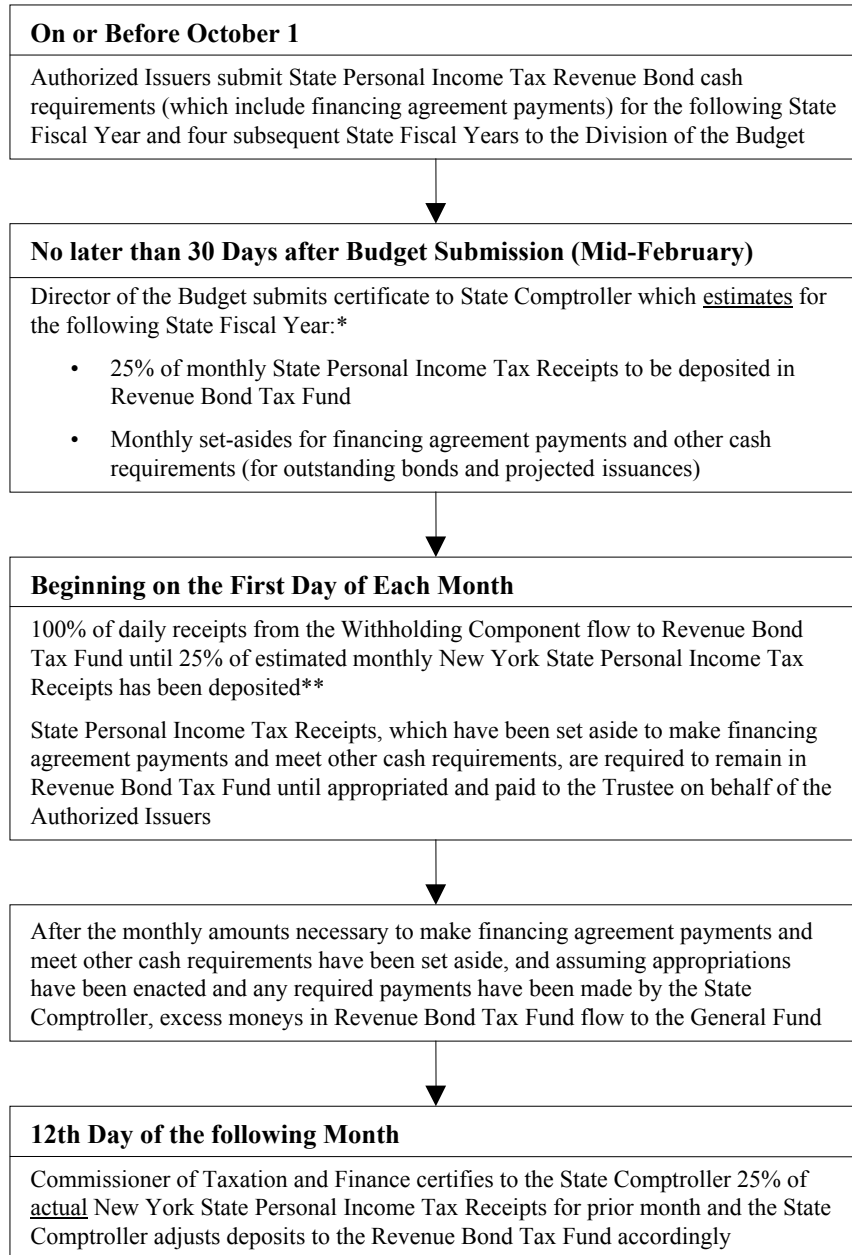 On or Before October 1
Authorized Issuers submit State Personal Income Tax Revenue Bond cash
requirements (which include financing agreement payments) for the following State
Fiscal Year and four subsequent State Fiscal Years to the Division of the Budget
No later than 30 Days after Budget Submission (Mid-February)
Director of the Budget submits certificate to State Comptroller which estimates for
the following State Fiscal Year:*
• 25% of monthly State Personal Income Tax Receipts to be deposited in
Revenue Bond Tax Fund
• Monthly set-asides for financing agreement payments and other cash
requirements (for outstanding bonds and projected issuances)
Beginning on the First Day of Each Month
100% of daily receipts from the Withholding Component flow to Revenue Bond
Tax Fund until 25% of estimated monthly New York State Personal Income Tax
Receipts has been deposited**
State Personal Income Tax Receipts, which have been set aside to make financing
agreement payments and meet other cash requirements, are required to remain in
Revenue Bond Tax Fund until appropriated and paid to the Trustee on behalf of the
Authorized Issuers
After the monthly amounts necessary to make financing agreement payments and
meet other cash requirements have been set aside, and assuming appropriations
have been enacted and any required payments have been made by the State
Comptroller, excess moneys in Revenue Bond Tax Fund flow to the General Fund
12th Day of the following Month
Commissioner of Taxation and Finance certifies to the State Comptroller 25% of
actual New York State Personal Income Tax Receipts for prior month and the State
Comptroller adjusts deposits to the Revenue Bond Tax Fund accordingly